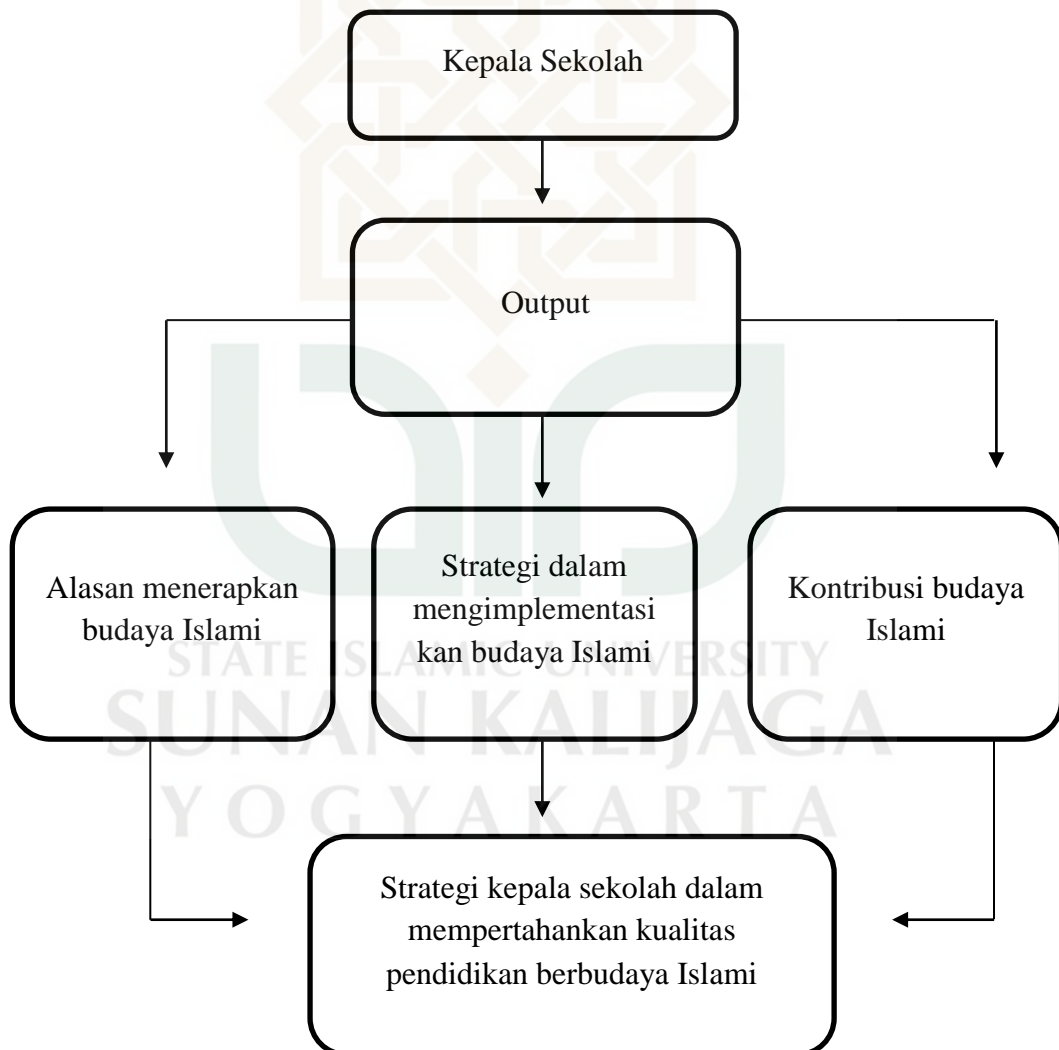 Kepala Sekolah
Output
Alasan menerapkan
budaya Islami
Strategi dalam
mengimplementasi
kan budaya Islami
Kontribusi budaya
Islami
STATE ISLAMIC UNIVERSITY
SUNAN KALIJAGA
YOGYAKARTA
Strategi kepala sekolah dalam
mempertahankan kualitas
pendidikan berbudaya Islami